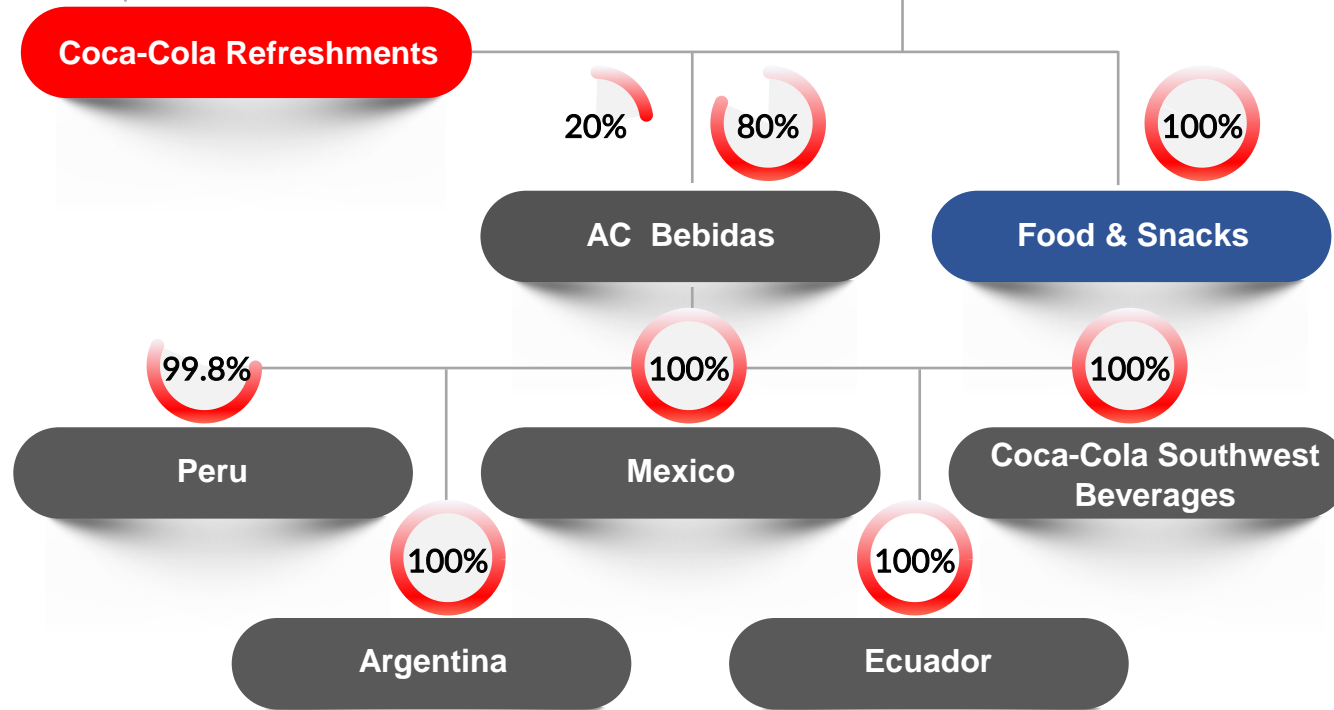 Coca-Cola Refreshments
20%
80%
100%
AC Bebidas
Food & Snacks
99.8%
100%
100%
Peru
Mexico
Coca-Cola Southwest
Beverages
100%
100%
Argentina
Ecuador